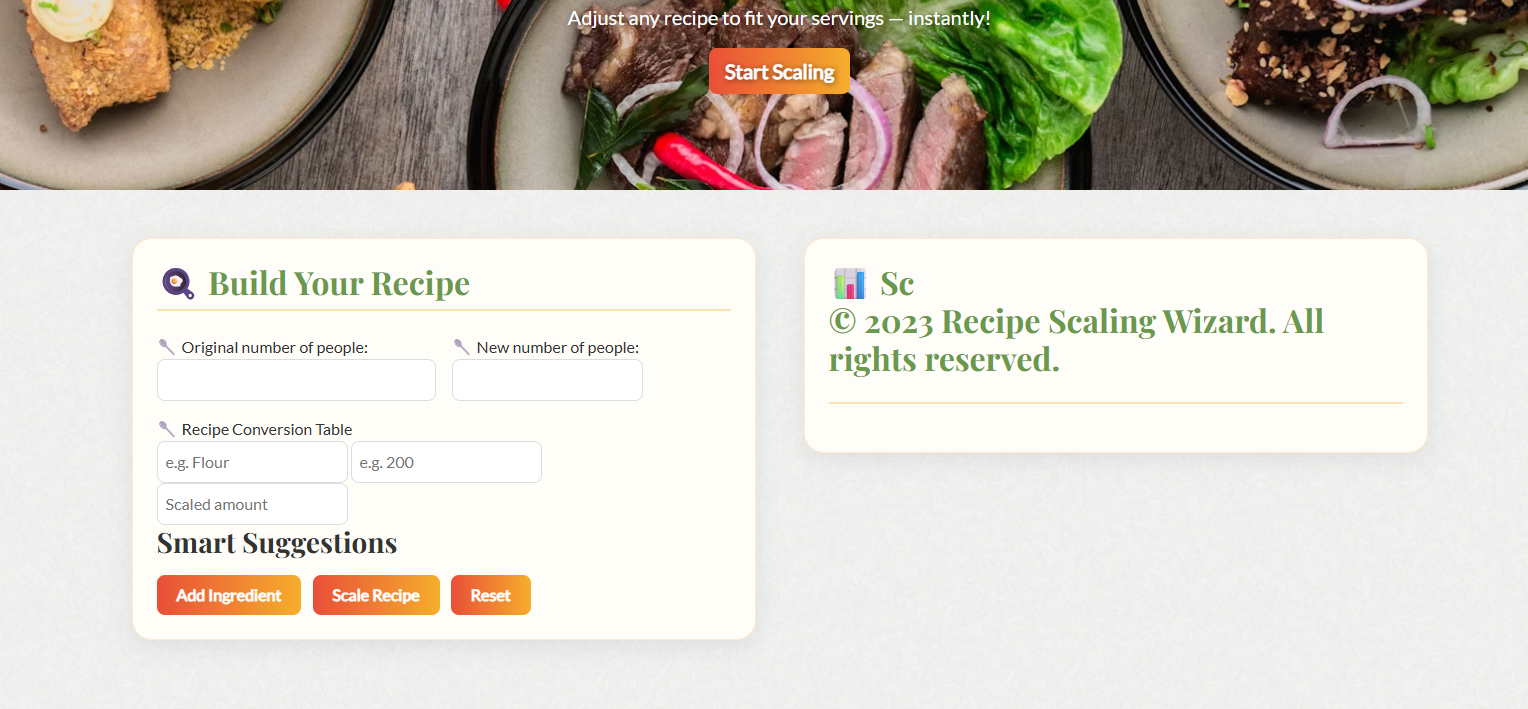 Adjust any recipe to fit your servings — instantly!
Start Scaling
Build Your Recipe
Original number of people: New number of people:
Recipe Conversion Table
e.g. Flour e.g. 200
Scaled amount
Smart Suggestions
Add Ingredient Scale Recipe Reset
Sc
© 2023 Recipe Scaling Wizard. All
rights reserved.